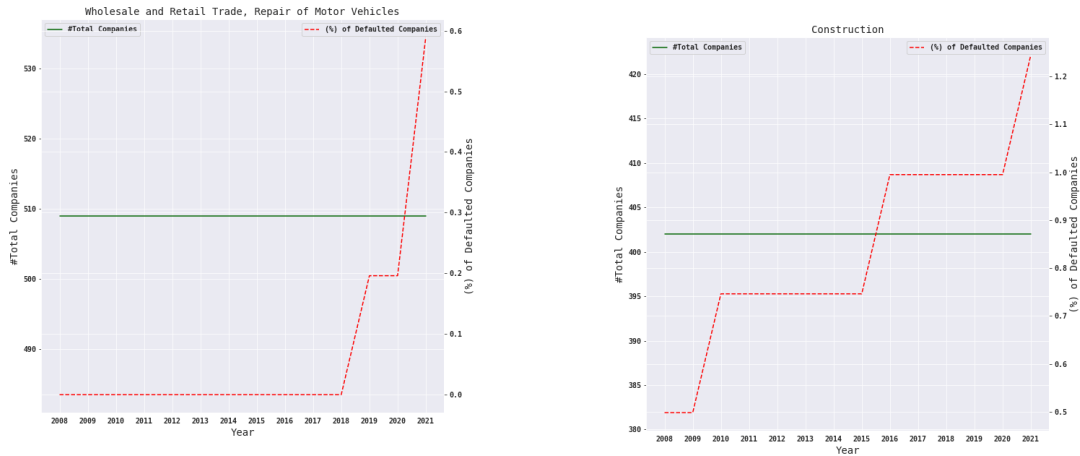 Wholesale and Retail Trade, Repair of Motor Vehicles
#Total Companies
(%) of Defaulted Companies
0.6
530
0.5
520
0.4
510
0.3
500
0.2
490
0.1
0.0
#Total Companies
(%) of Defaulted Companies
2008 2009 2010 2011 2012 2013 2014 2015 2016 2017 2018 2019 2020 2021
Year
Construction
#Total Companies
(%) of Defaulted Companies
420
1.2
415
1.1
410
1.0
405
0.9
400
0.8
395
0.7
390
0.6
385
0.5
380
#Total Companies
(%) of Defaulted Companies
2008 2009 2010 2011 2012 2013 2014 2015 2016 2017 2018 2019 2020 2021
Year